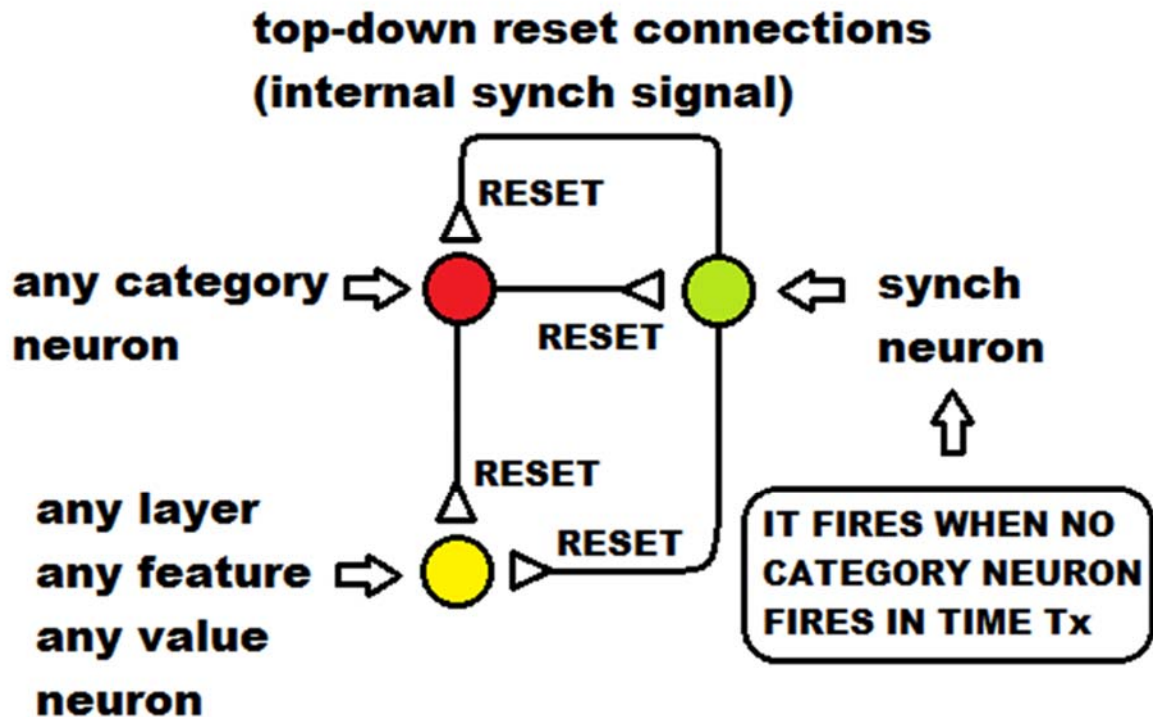 top-down reset connections
(internal synch signal)
RESET
any category
neuron
RESET
synch
neuron
RESET
any layer
any feature
any value
neuron
RESET
IT FIRES WHEN NO
CATEGORY NEURON
FIRES IN TIME Tx